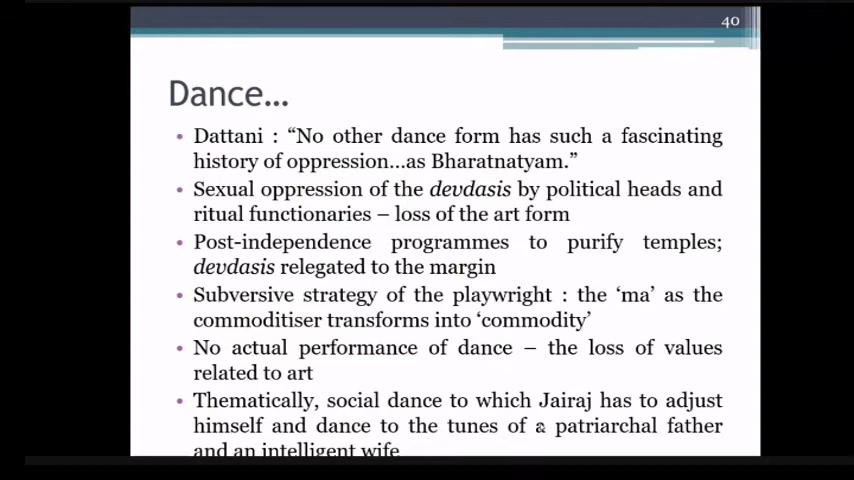 40
Dance…
• Dattani : “No other dance form has such a fascinating
history of oppression…as Bharatnatyam.”
• Sexual oppression of the devdasis by political heads and
ritual functionaries – loss of the art form
• Post-independence programmes to purify temples;
devdasis relegated to the margin
• Subversive strategy of the playwright : the ‘ma’ as the
commoditiser transforms into ‘commodity’
• No actual performance of dance – the loss of values
related to art
• Thematically, social dance to which Jairaj has to adjust
himself and dance to the tunes of a patriarchal father
and an intelligent wife